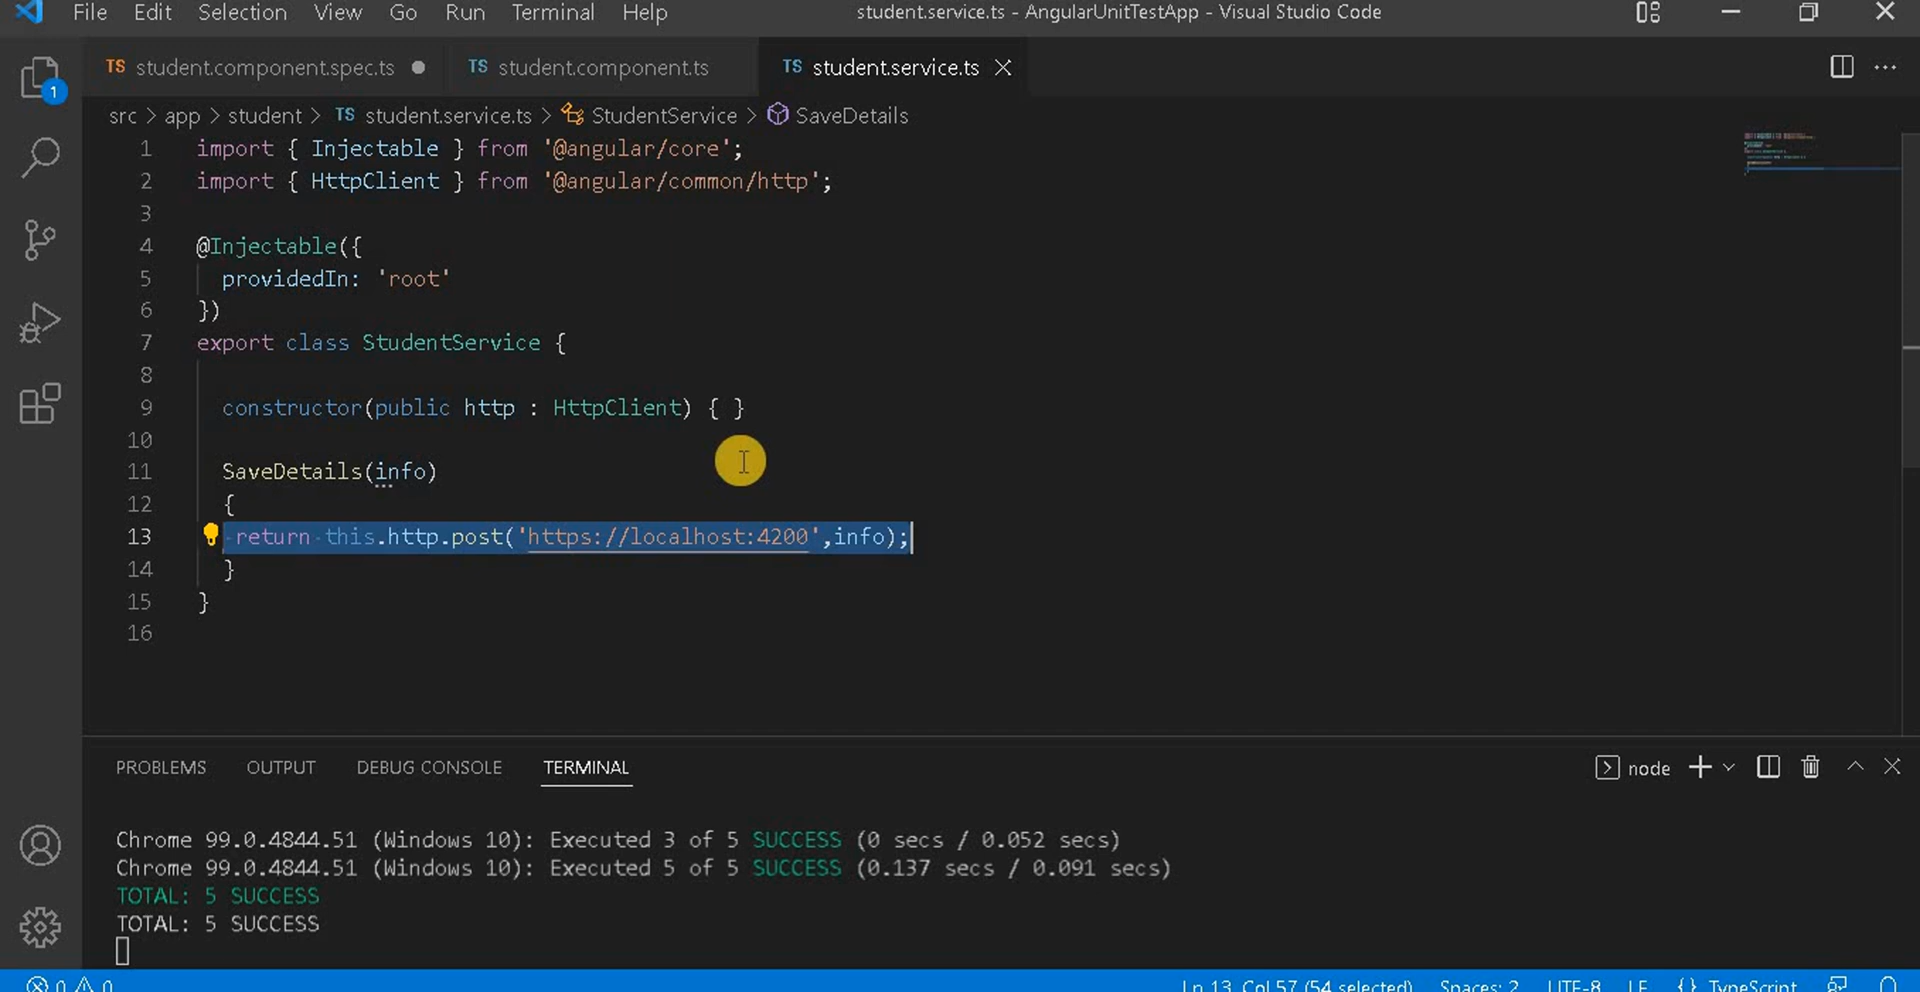 File Edit Selection View Go Run Terminal Help student.service.ts - AngularUnitTestApp - Visual Studio Code
TS student.component.spec.ts TS student.component.ts TS student.service.ts
1
src > app > student > TS student.service.ts > StudentService > SaveDetails
1 import { Injectable } from '@angular/core';
2 import { HttpClient } from '@angular/common/http';
3
4 @Injectable({
5 providedIn: 'root'
6 })
7 export class StudentService {
8
9 constructor(public http : HttpClient) { }
10
11 SaveDetails(info)
12 {
13 return this.http.post('https://localhost:4200',info);
14 }
15 }
16
PROBLEMS OUTPUT DEBUG CONSOLE TERMINAL node
Chrome 99.0.4844.51 (Windows 10): Executed 3 of 5 SUCCESS (0 secs / 0.052 secs)
Chrome 99.0.4844.51 (Windows 10): Executed 5 of 5 SUCCESS (0.137 secs / 0.091 secs)
TOTAL: 5 SUCCESS
TOTAL: 5 SUCCESS
0 0 Ln 13, Col 57 (54 selected) Spaces: 2 UTF-8 LF {} TypeScript